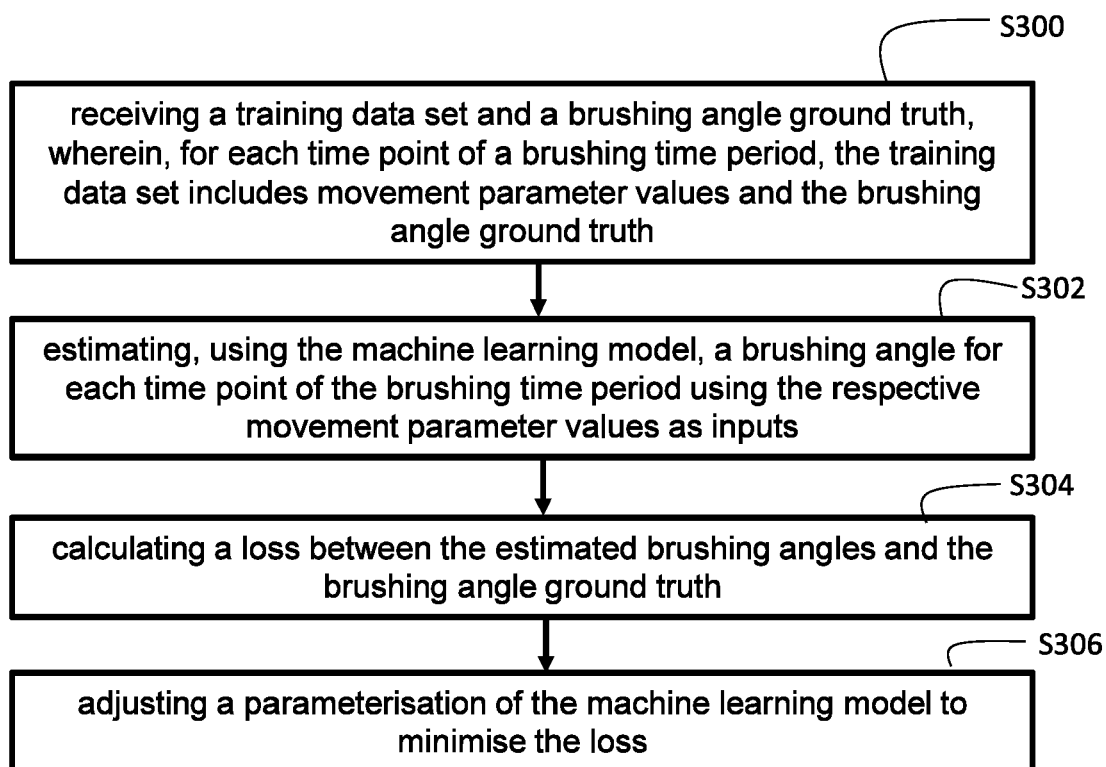 S300
receiving a training data set and a brushing angle ground truth,
wherein, for each time point of a brushing time period, the training
data set includes movement parameter values and the brushing
angle ground truth
S302
estimating, using the machine learning model, a brushing angle for
each time point of the brushing time period using the respective
movement parameter values as inputs
S304
calculating a loss between the estimated brushing angles and the
brushing angle ground truth
S306
adjusting a parameterisation of the machine learning model to
minimise the loss